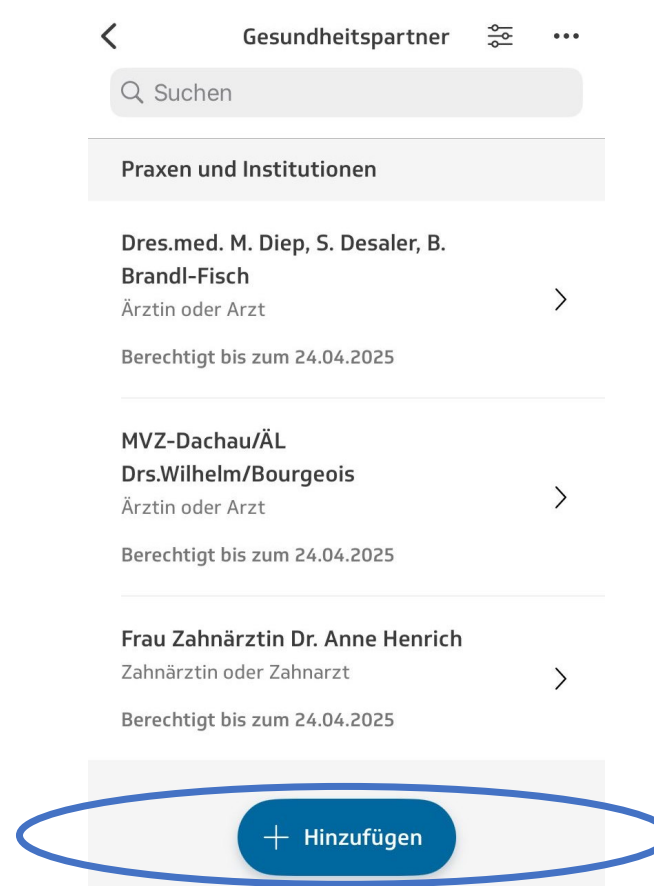 Gesundheitspartner
Suchen
Praxen und Institutionen
Dres.med. M. Diep, S. Desaler, B.
Brandl-Fisch
Ärztin oder Arzt
Berechtigt bis zum 24.04.2025
MVZ-Dachau/ÄL
Drs.Wilhelm/Bourgeois
Ärztin oder Arzt
Berechtigt bis zum 24.04.2025
Frau Zahnärztin Dr. Anne Henrich
Zahnärztin oder Zahnarzt
Berechtigt bis zum 24.04.2025
Hinzufügen